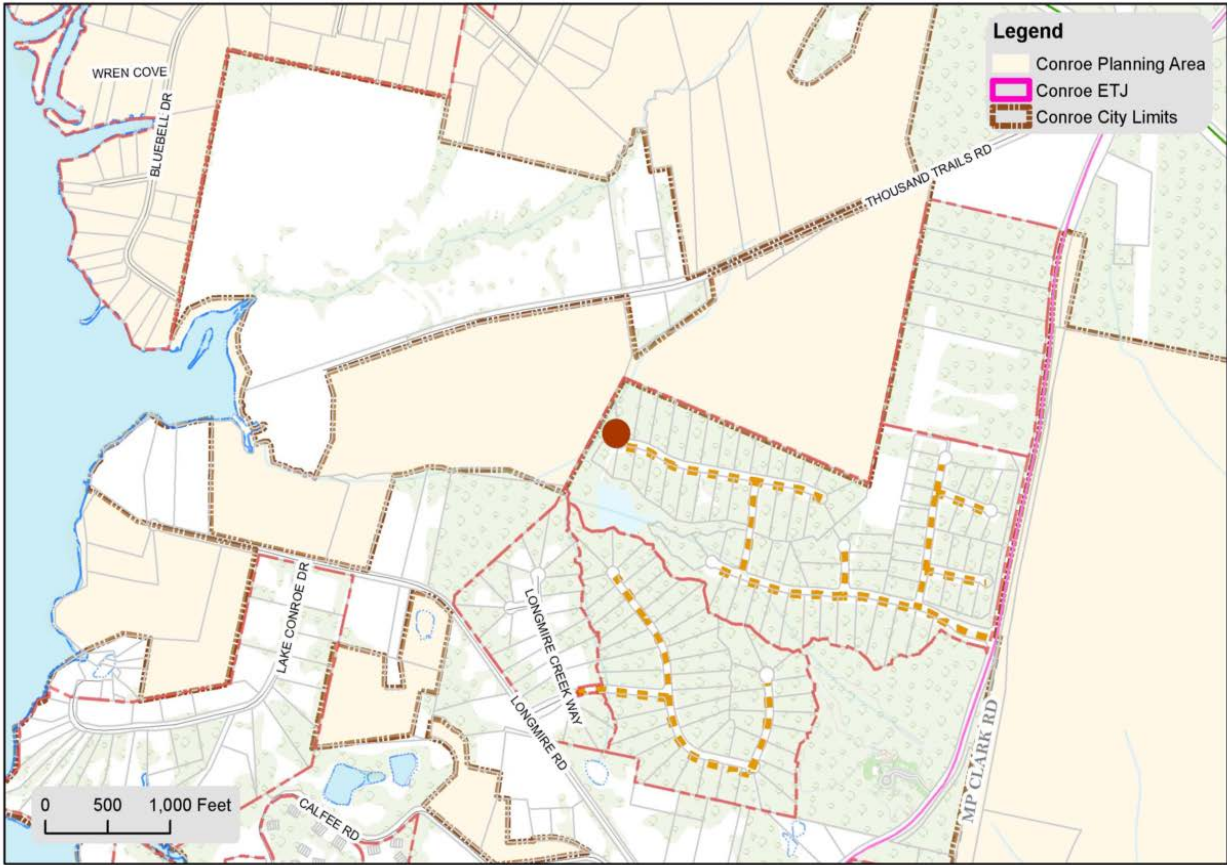 Legend
Conroe Planning Area
Conroe ETJ
Conroe City Limits
WREN COVE
BLUEBELL DR
THOUSAND TRAILS RD
LAKE CONROE DR
LONGMIRE CREEK WAY
LONGMIRE RD
MP CLARK RD
CALFEE RD
0 500 1,000 Feet